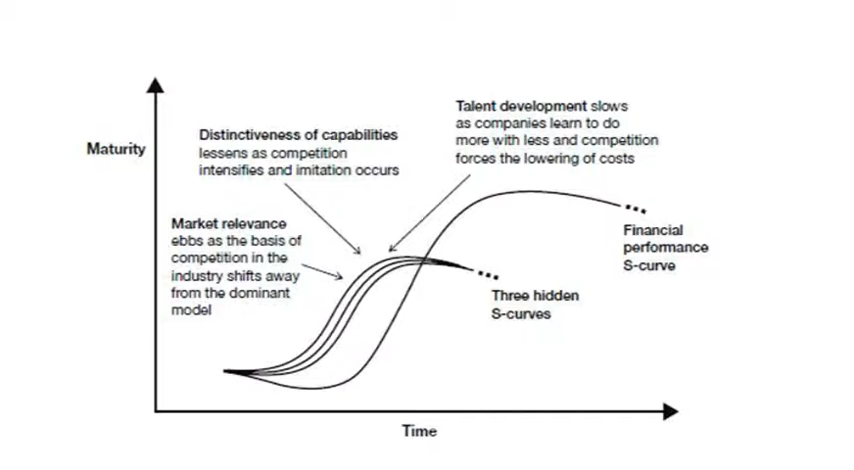 Maturity
Distinctiveness of capabilities
lessens as competition
intensifies and imitation occurs
Talent development slows
as companies learn to do
more with less and competition
forces the lowering of costs
Market relevance
ebbs as the basis of
competition in the
industry shifts away
from the dominant
model
Financial
performance
S-curve
Three hidden
S-curves
Time